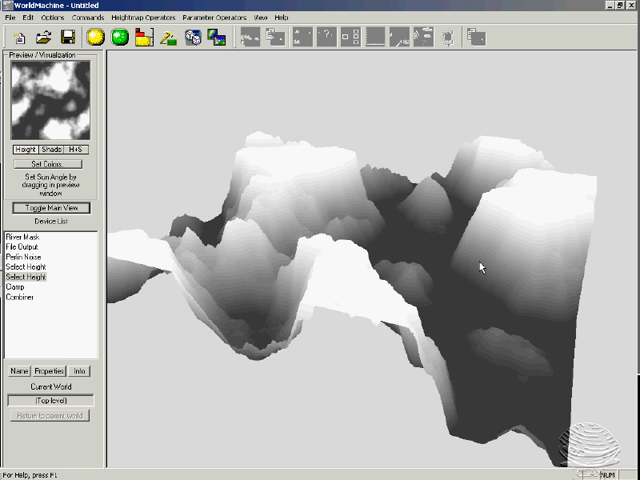 WorldMachine - Untitled
File Edit Options Commands Heightmap Operators Parameter Operators View Help
Preview / Visualization
Height Shade H+S
Set Colors..
Set Sun Angle by
dragging in preview
window
Toggle Main View
Device List
River Mask
File Output
Perlin Noise
Select Height
Select Height
Clamp
Combiner
Name Properties Info
Current World
(Top level)
Return to parent world
For Help, press F1
NUM